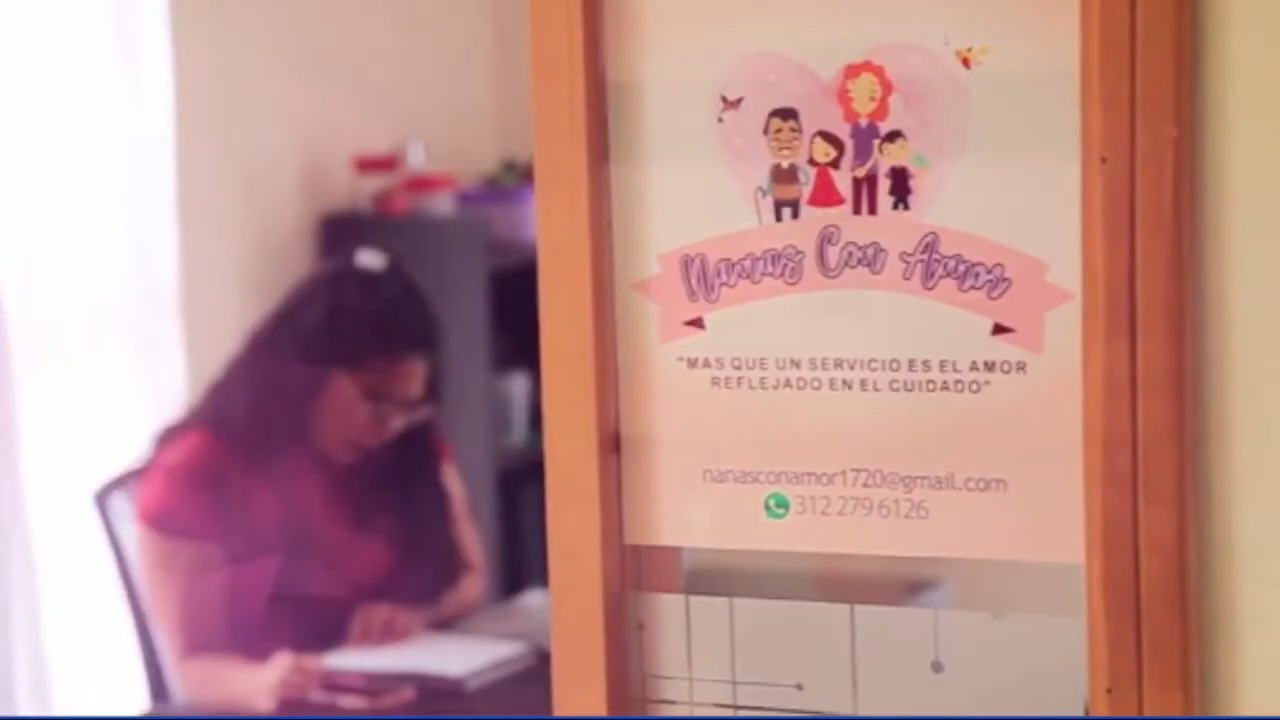 Nanas Con Amor
"MAS QUE UN SERVICIO ES EL AMOR
REFLEJADO EN EL CUIDADO"
nanasconamor1720@gmail.com
312 279 6126